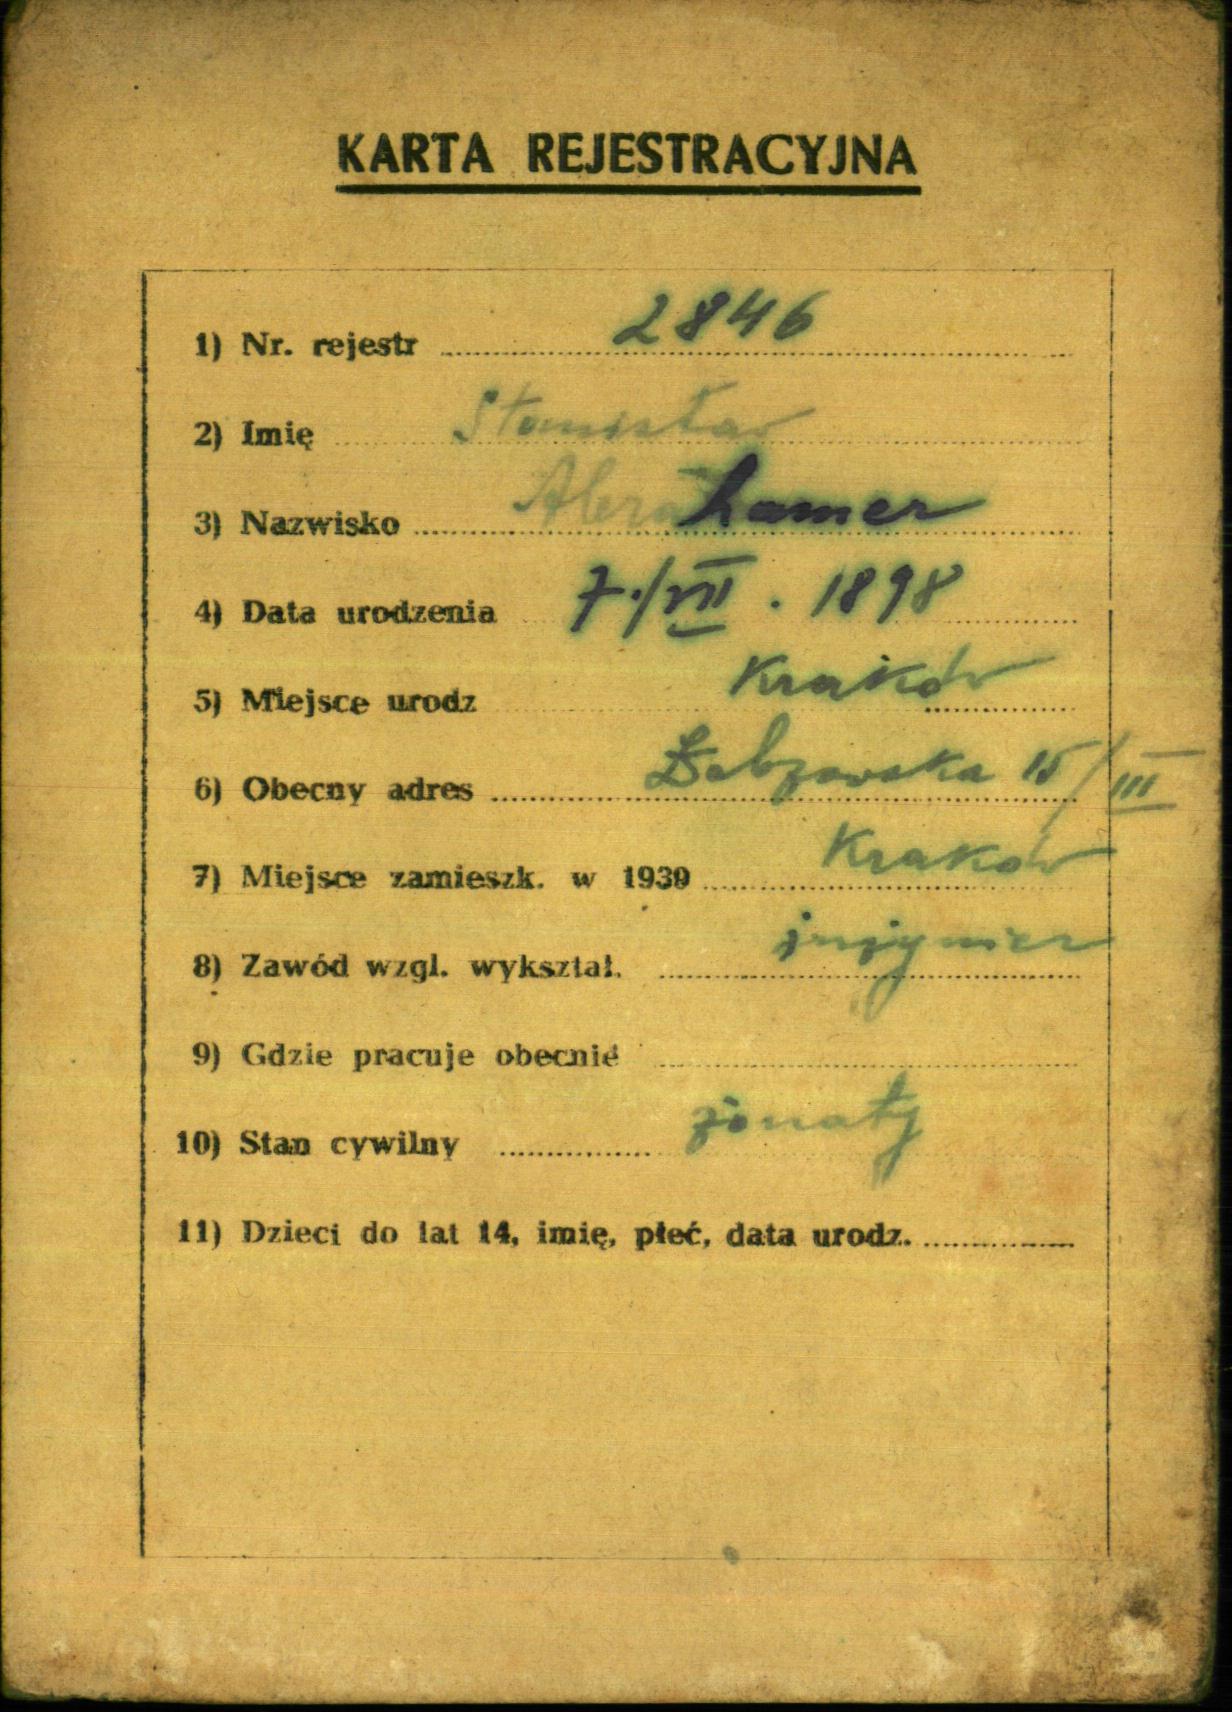 KARTA REJESTRACYJNA
1) Nr. rejestr 2846
2) Imię Stanisław
3) Nazwisko Abrahamer
4) Data urodzenia 7./VII. 1898
5) Miejsce urodz Kraków
6) Obecny adres Łobzowska 15/III
7) Miejsce zamieszk. w 1939 Kraków
8) Zawód wzgl. wykształ. inżynier
9) Gdzie pracuje obecnie
10) Stan cywilny żonaty
11) Dzieci do lat 14, imię, płeć, data urodz.